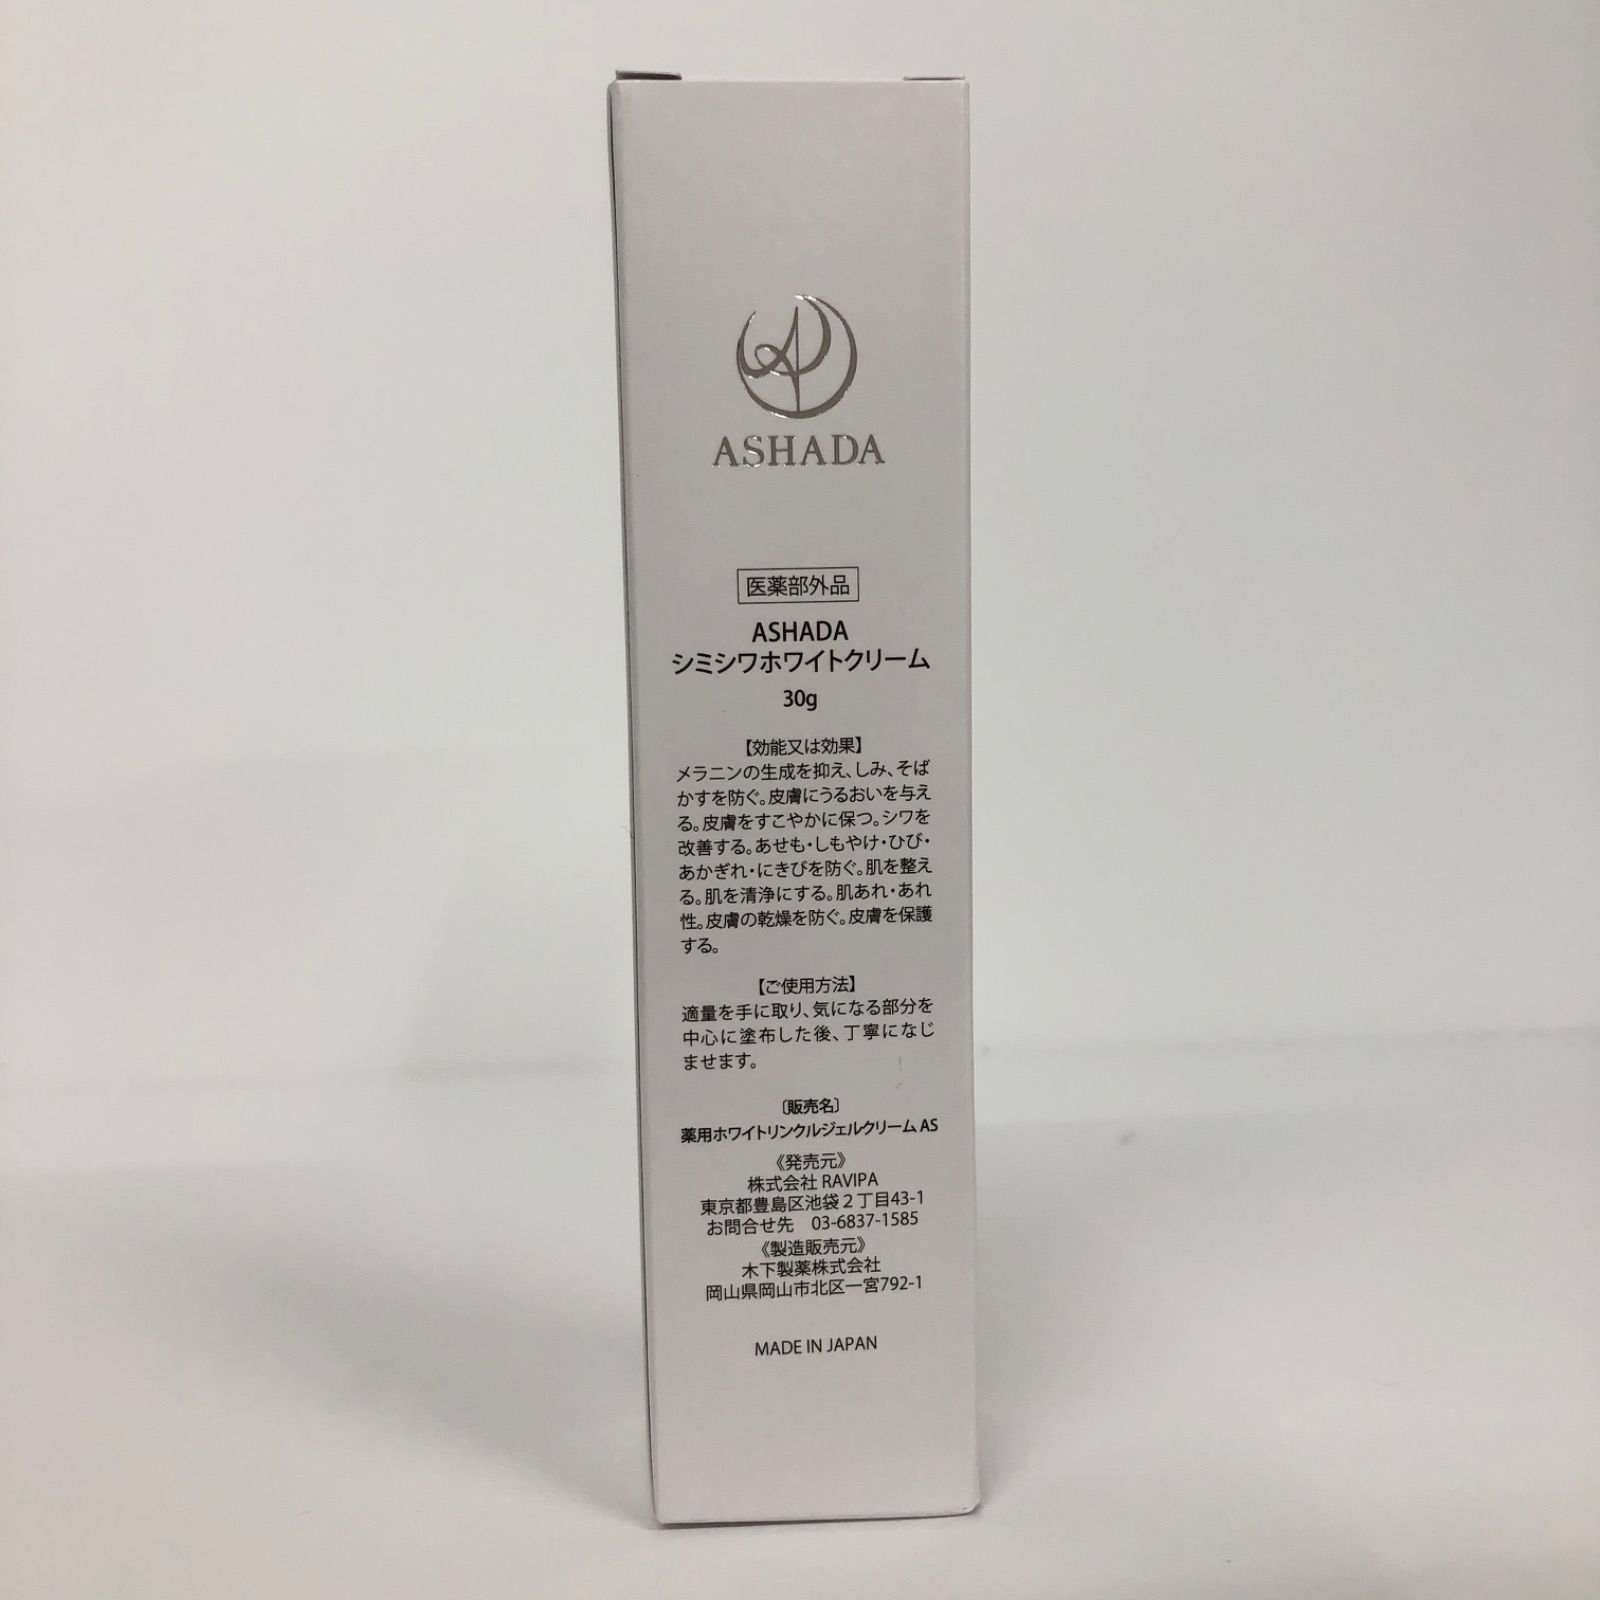 ASHADA
医薬部外品
ASHADA
シミシワホワイトクリーム
30g
【効能又は効果】
メラニンの生成を抑え、しみ、そば
かすを防ぐ。皮膚にうるおいを与え
る。皮膚をすこやかに保つ。シワを
改善する。あせも・しもやけ・ひび・
あかぎれ・にきびを防ぐ。肌を整え
る。肌を清浄にする。肌あれ・あれ
性。皮膚の乾燥を防ぐ。皮膚を保護
する。
【ご使用方法】
適量を手に取り、気になる部分を
中心に塗布した後、丁寧になじ
ませます。
〔販売名〕
薬用ホワイトリンクルジェルクリーム AS
《発売元》
株式会社 RAVIPA
東京都豊島区池袋2丁目43-1
お問合せ先　03-6837-1585
《製造販売元》
木下製薬株式会社
岡山県岡山市北区一宮792-1
MADE IN JAPAN